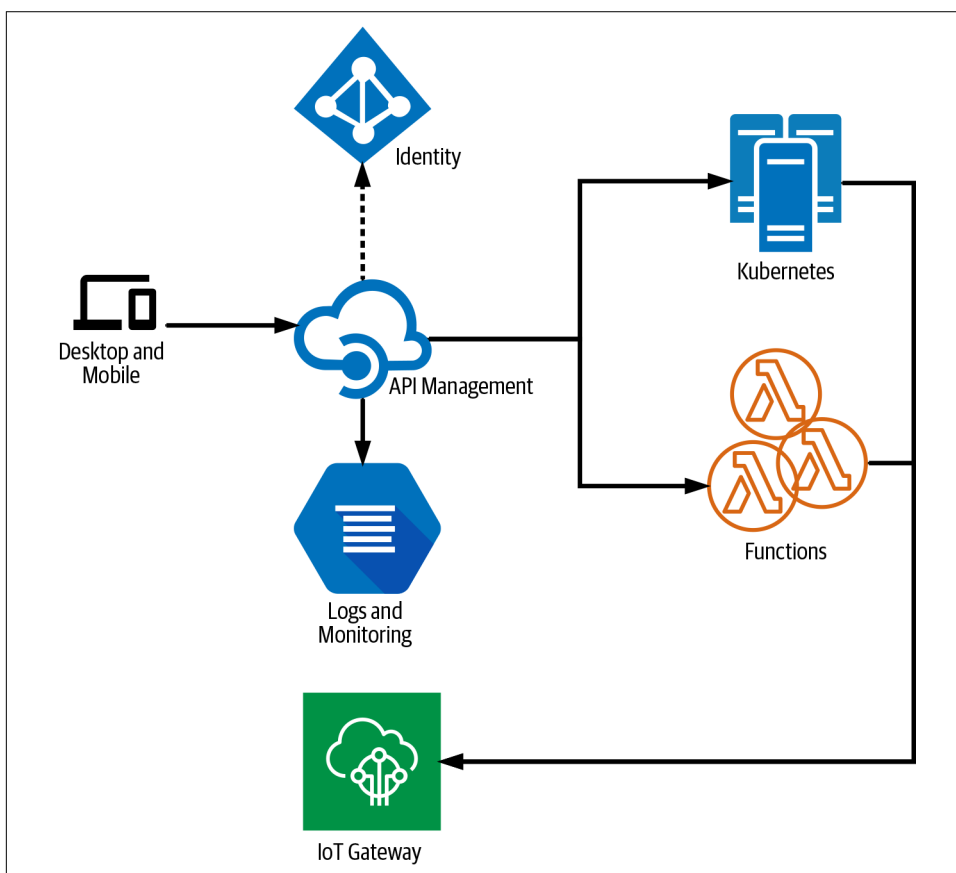 Identity
Kubernetes
Desktop and
Mobile
API Management
Functions
Logs and
Monitoring
IoT Gateway